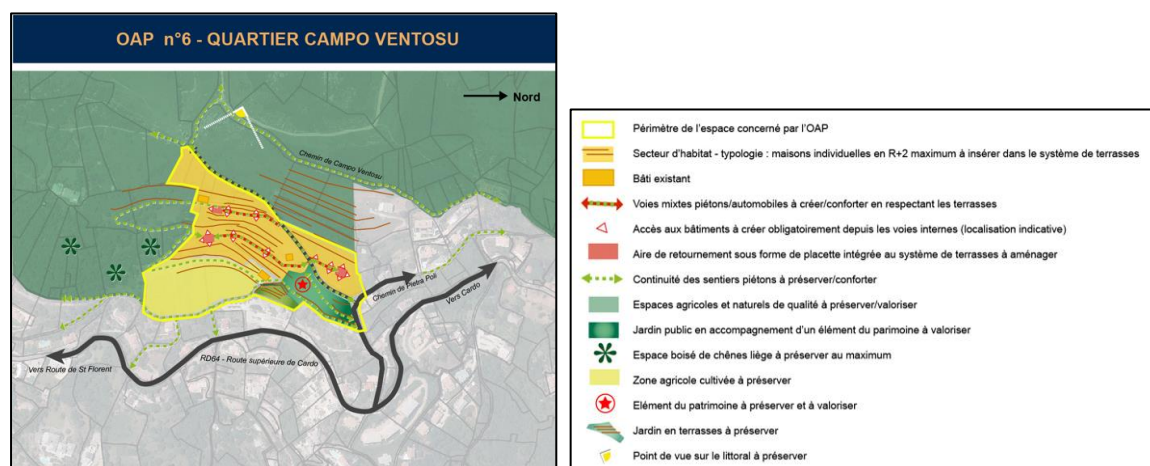 OAP n°6 - QUARTIER CAMPO VENTOSU
Nord
Chemin de Campo Ventosu
Chemin de Pietra Poli
Vers Cardo
RD64 - Route supérieure de Cardo
Vers Route de St Florent
Périmètre de l'espace concerné par l'OAP
Secteur d'habitat - typologie : maisons individuelles en R+2 maximum à insérer dans le système de terrasses
Bâti existant
Voies mixtes piétons/automobiles à créer/conforter en respectant les terrasses
Accès aux bâtiments à créer obligatoirement depuis les voies internes (localisation indicative)
Aire de retournement sous forme de placette intégrée au système de terrasses à aménager
Continuité des sentiers piétons à préserver/conforter
Espaces agricoles et naturels de qualité à préserver/valoriser
Jardin public en accompagnement d'un élément du parimoine à valoriser
Espace boisé de chênes liège à préserver au maximum
Zone agricole cultivée à préserver
Elément du patrimoine à préserver et à valoriser
Jardin en terrasses à préserver
Point de vue sur le littoral à préserver